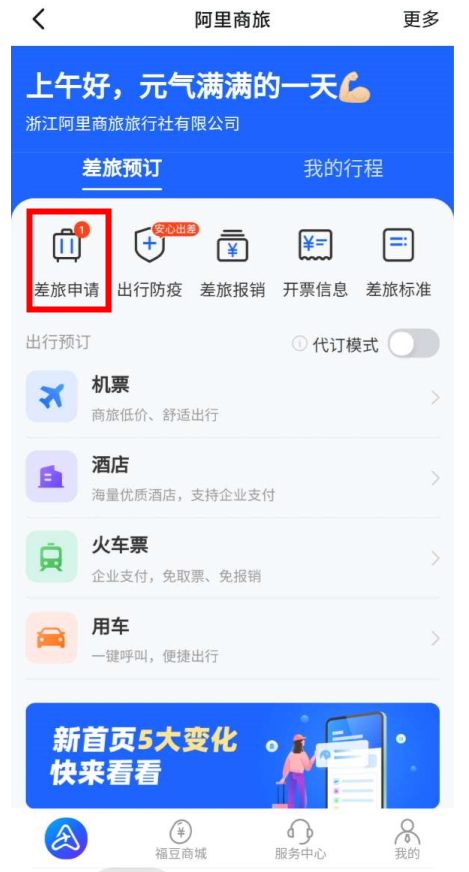 阿里商旅
更多
上午好，元气满满的一天💪
浙江阿里商旅旅行社有限公司
差旅预订
我的行程
1
安心出差
差旅申请
出行防疫
差旅报销
开票信息
差旅标准
出行预订
代订模式
机票
商旅低价、舒适出行
酒店
海量优质酒店，支持企业支付
火车票
企业支付，免取票、免报销
用车
一键呼叫，便捷出行
新首页5大变化
快来看看
福豆商城
服务中心
我的